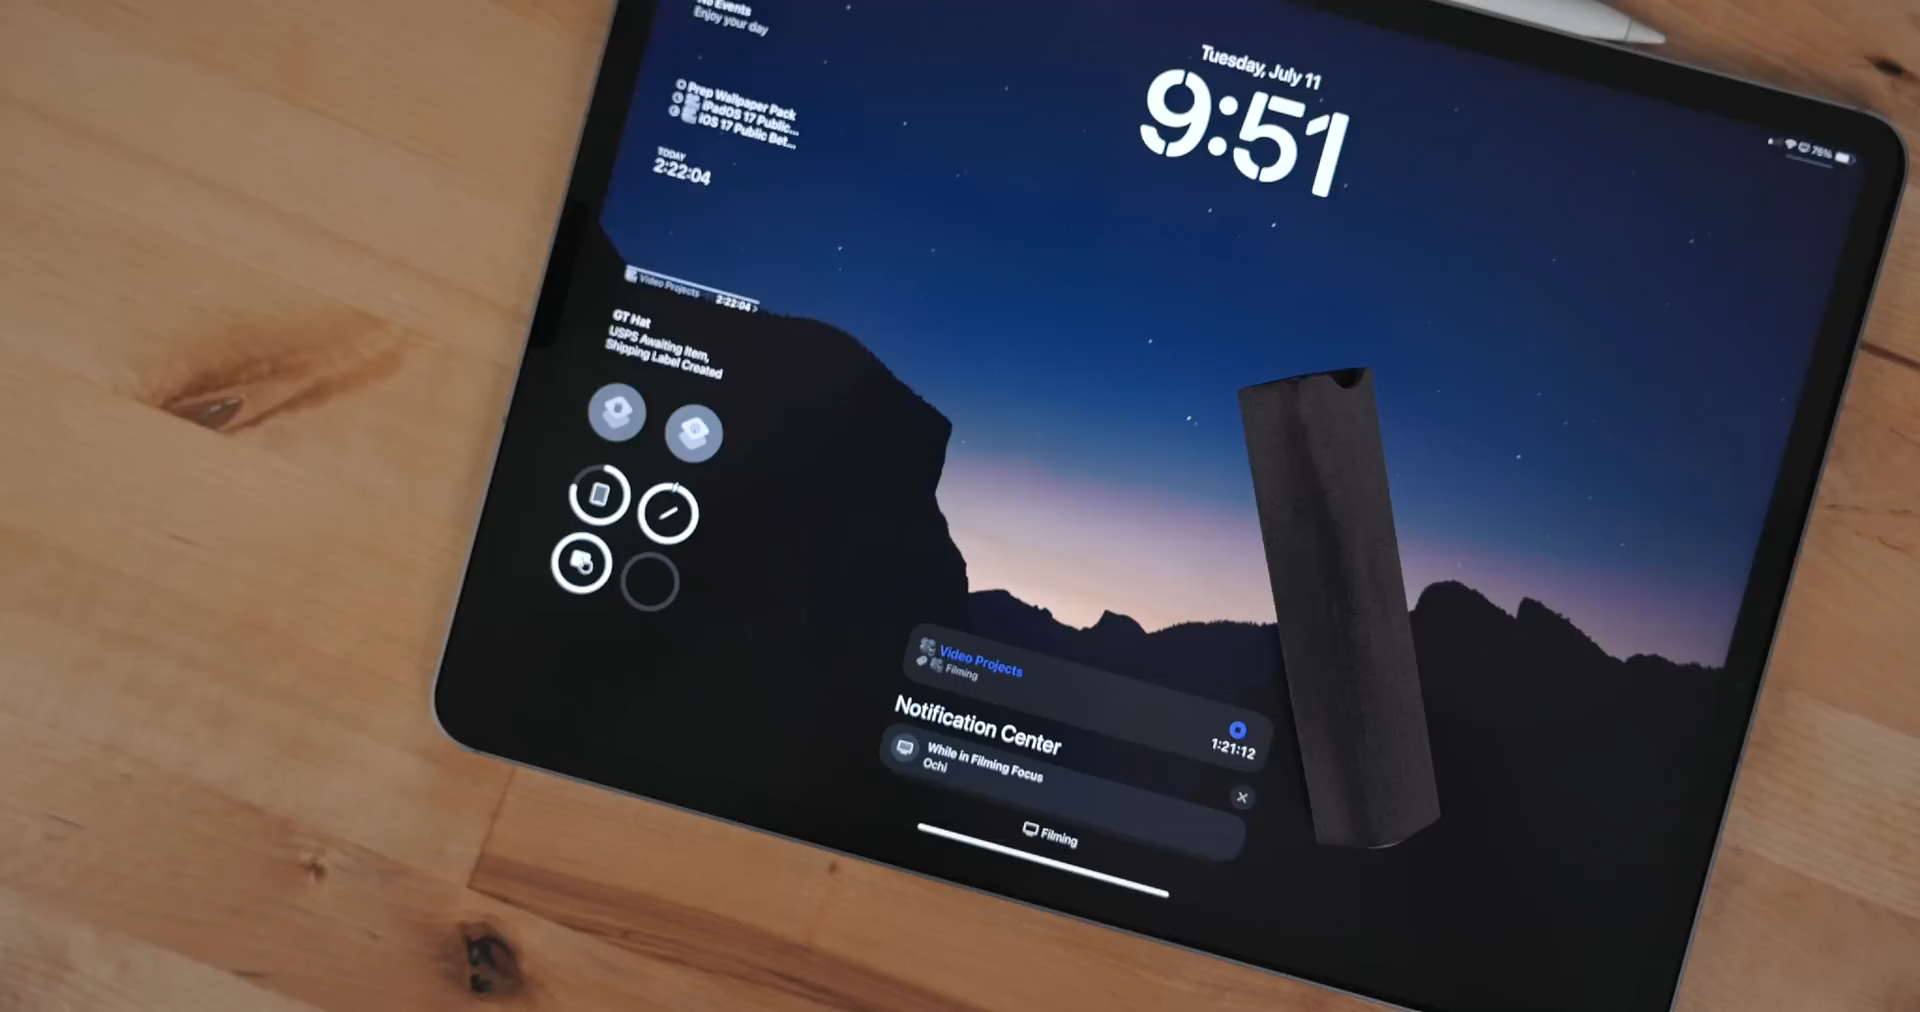 No Events
Enjoy your day
Prep Wallpaper Pack
iPadOS 17 Public...
iOS 17 Public Bet...
TODAY
2:22:04
Video Projects 2:22:04
GT Hat
USPS Awaiting Item,
Shipping Label Created
Tuesday, July 11
9:51
76%
Video Projects
Filming
1:21:12
Notification Center
While in Filming Focus
Ochi
Filming